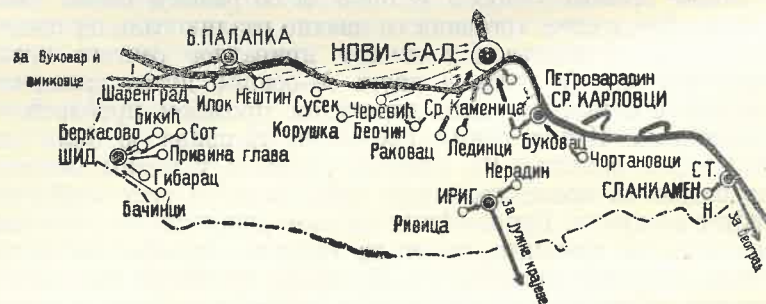 Б. ПАЛАНКА
за Вуковар и
Винковце
НОВИ САД
Шаренград
Илок
Нештин
Сусек
Корушка
Черевић
Беочин
Раковац
Ср. Каменица
Лединци
Петроварадин
СР. КАРЛОВЦИ
Буковац
Чортановци
Бикић
Беркасово
Сот
ШИД
Привина глава
Гибарац
Бачинци
Нерадин
ИРИГ
Ривица
за јужне крајеве
СТ.
СЛАНКАМЕН
Н.
за Београд